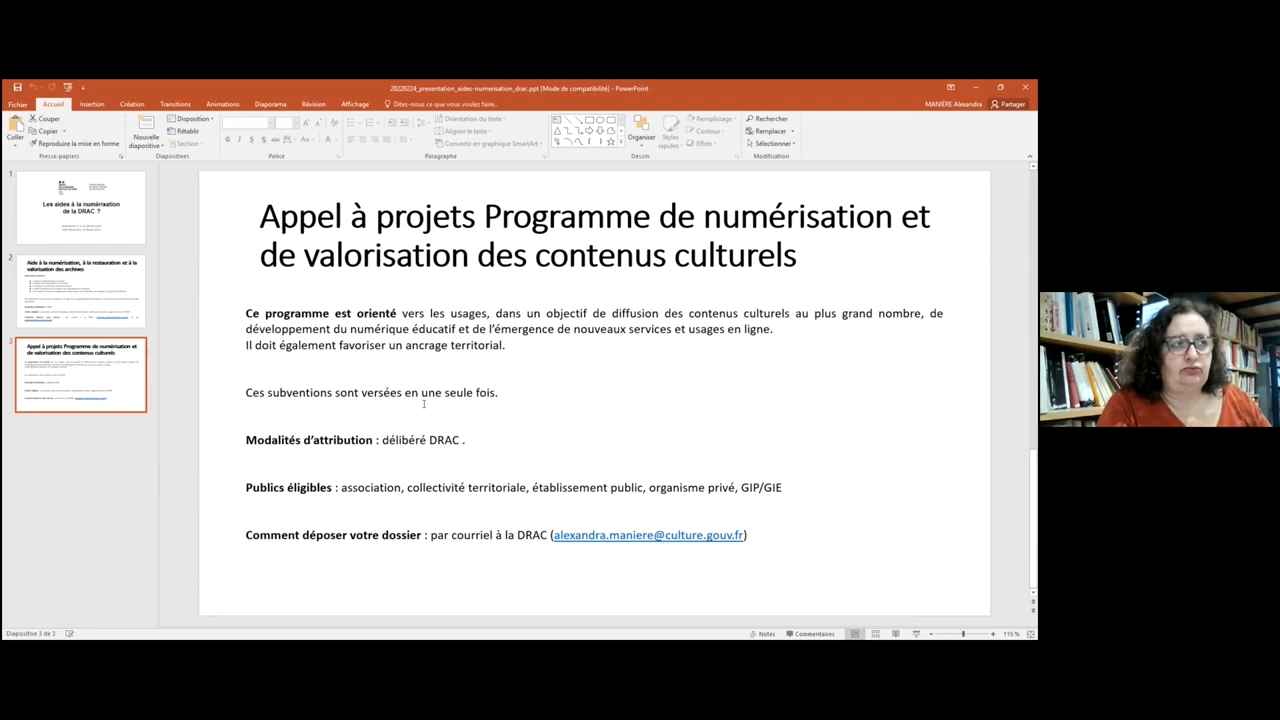 20220224_presentation_aides-numerisation_drac.ppt [Mode de compatibilité] - PowerPoint
Fichier Accueil Insertion Création Transitions Animations Diaporama Révision Affichage Dites-nous ce que vous voulez faire. MANIÈRE Alexandra Partager
Coller
Couper
Copier
Reproduire la mise en forme
Presse-papiers
Nouvelle diapositive
Disposition
Rétablir
Section
Diapositives
Police
Orientation du texte
Aligner le texte
Convertir en graphique SmartArt
Paragraphe
Organiser
Styles rapides
Remplissage
Contour
Effets
Dessin
Rechercher
Remplacer
Sélectionner
Modification
1
Les aides à la numérisation
de la DRAC ?
2
Aide à la numérisation, à la restauration et à la
valorisation des archives
3
Appel à projets Programme de numérisation et
de valorisation des contenus culturels
Appel à projets Programme de numérisation et
de valorisation des contenus culturels
Ce programme est orienté vers les usages, dans un objectif de diffusion des contenus culturels au plus grand nombre, de
développement du numérique éducatif et de l'émergence de nouveaux services et usages en ligne.
Il doit également favoriser un ancrage territorial.
Ces subventions sont versées en une seule fois.
Modalités d'attribution : délibéré DRAC .
Publics éligibles : association, collectivité territoriale, établissement public, organisme privé, GIP/GIE
Comment déposer votre dossier : par courriel à la DRAC (alexandra.maniere@culture.gouv.fr)
Diapositive 3 de 3
Notes Commentaires 115 %